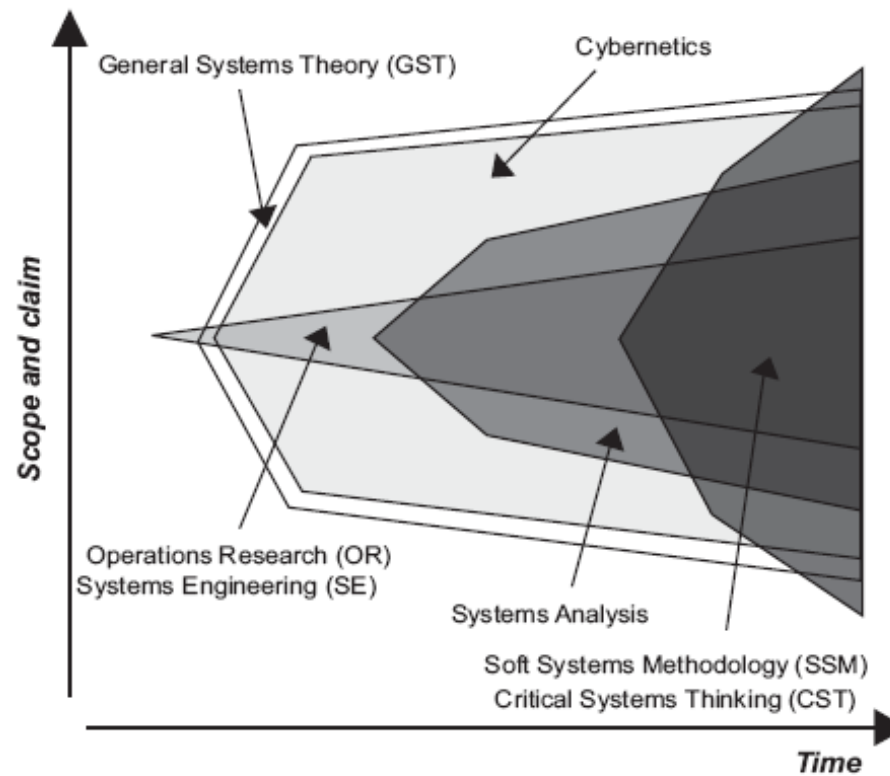 Cybernetics
General Systems Theory (GST)
Scope and claim
Operations Research (OR)
Systems Engineering (SE)
Systems Analysis
Soft Systems Methodology (SSM)
Critical Systems Thinking (CST)
Time